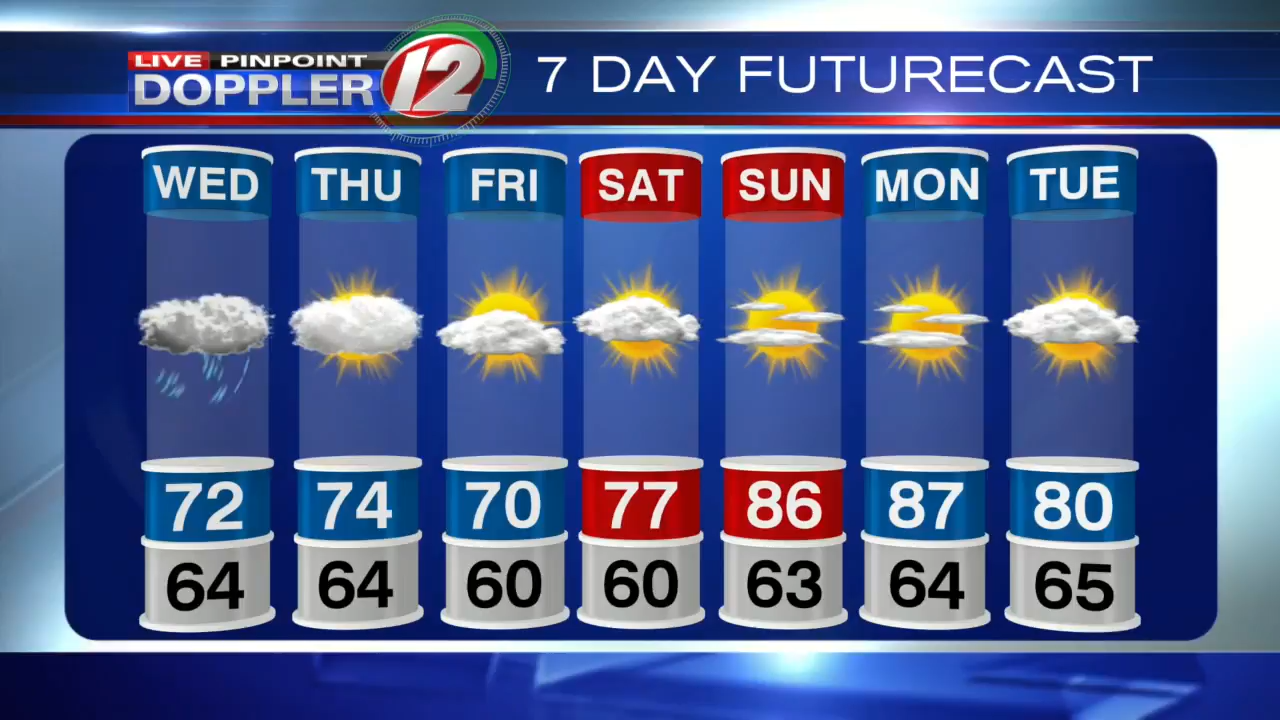 LIVE PINPOINT
DOPPLER 12
7 DAY FUTURECAST
WED THU FRI SAT SUN MON TUE
72 74 70 77 86 87 80
64 64 60 60 63 64 65